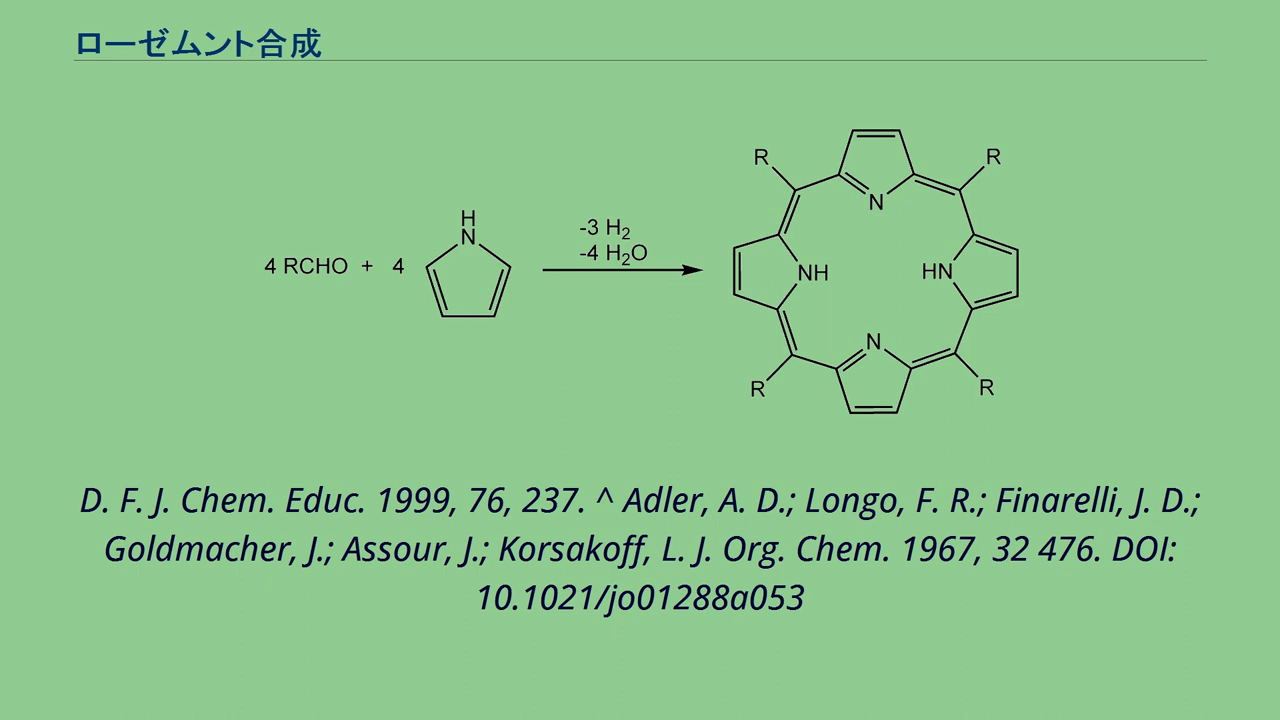 ローゼムント合成
R
R
N
-3 H₂
-4 H₂O
H
N
4 RCHO + 4
NH
HN
N
R
R
D. F. J. Chem. Educ. 1999, 76, 237. ^ Adler, A. D.; Longo, F. R.; Finarelli, J. D.;
Goldmacher, J.; Assour, J.; Korsakoff, L. J. Org. Chem. 1967, 32 476. DOI:
10.1021/jo01288a053